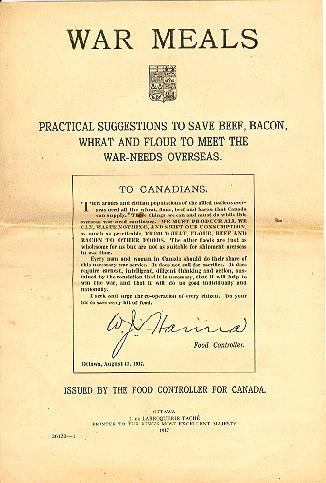 WAR MEALS
PRACTICAL SUGGESTIONS TO SAVE BEEF, BACON,
WHEAT AND FLOUR TO MEET THE
WAR-NEEDS OVERSEAS.
TO CANADIANS.
THE armies and civilian populations of the allied nations over-
seas need all the wheat, flour, beef and bacon that Canada
can supply. These things we can and must do while this
overseas war need continues. WE MUST PRODUCE ALL WE
CAN, WASTE NOTHING, AND SHIFT OUR CONSUMPTION,
as much as practicable, FROM WHEAT, FLOUR, BEEF AND
BACON TO OTHER FOODS. The other foods are just as
wholesome for us but are not as suitable for shipment overseas
in war time.
Every man and woman in Canada should do their share of
this necessary war service. It does not call for sacrifice. It does
require earnest, intelligent, diligent thinking and action, sus-
tained by the conviction that it is necessary, that it will help to
win the war, and that it will do us good individually and
nationally.
I seek and urge the co-operation of every citizen. Do your
bit to save every bit of food.
W. J. Hanna
Food Controller.
Ottawa, August 17, 1917.
ISSUED BY THE FOOD CONTROLLER FOR CANADA.
OTTAWA
J. DE LABROQUERIE TACHÉ
PRINTER TO THE KING'S MOST EXCELLENT MAJESTY
1917
26120—1